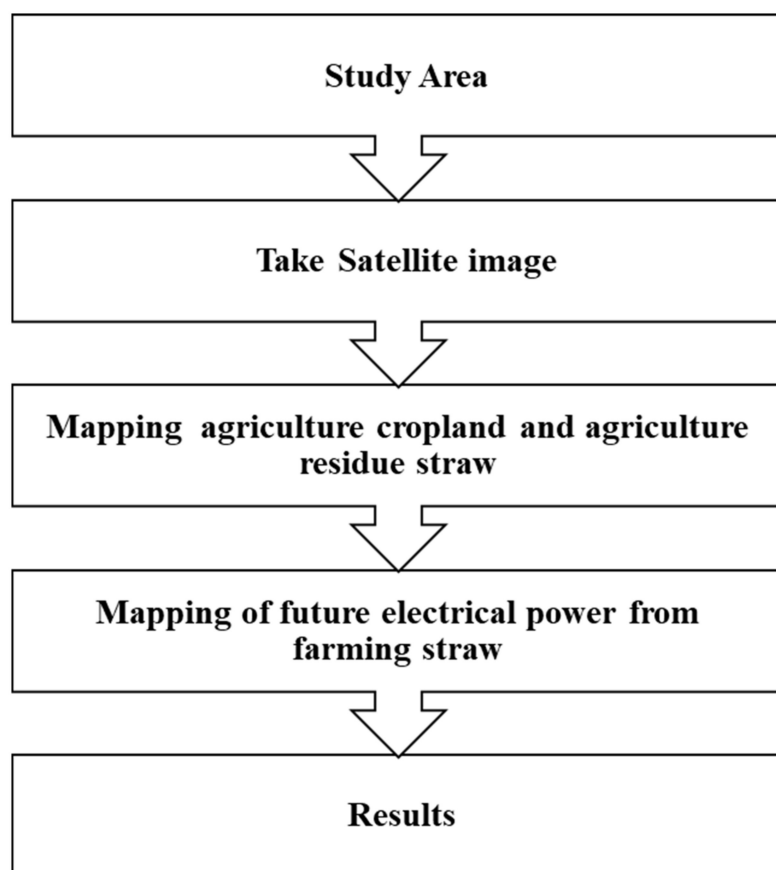 Study Area
Take Satellite image
Mapping agriculture cropland and agriculture
residue straw
Mapping of future electrical power from
farming straw
Results